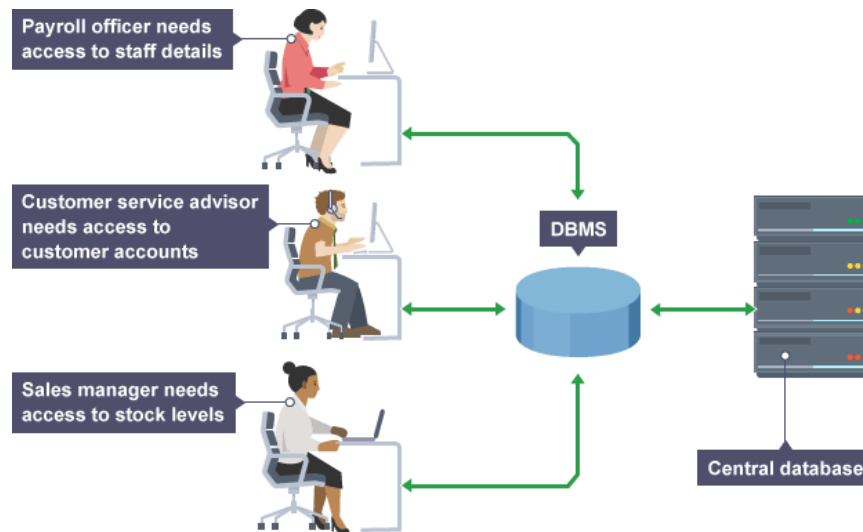 Payroll officer needs
access to staff details
Customer service advisor
needs access to
customer accounts
DBMS
Sales manager needs
access to stock levels
Central database